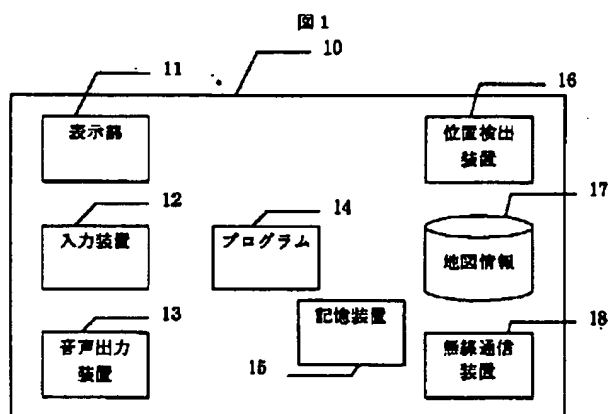 図1
10
11
表示部
12
入力装置
13
音声出力
装置
14
プログラム
記憶装置
15
16
位置検出
装置
17
地図情報
18
無線通信
装置